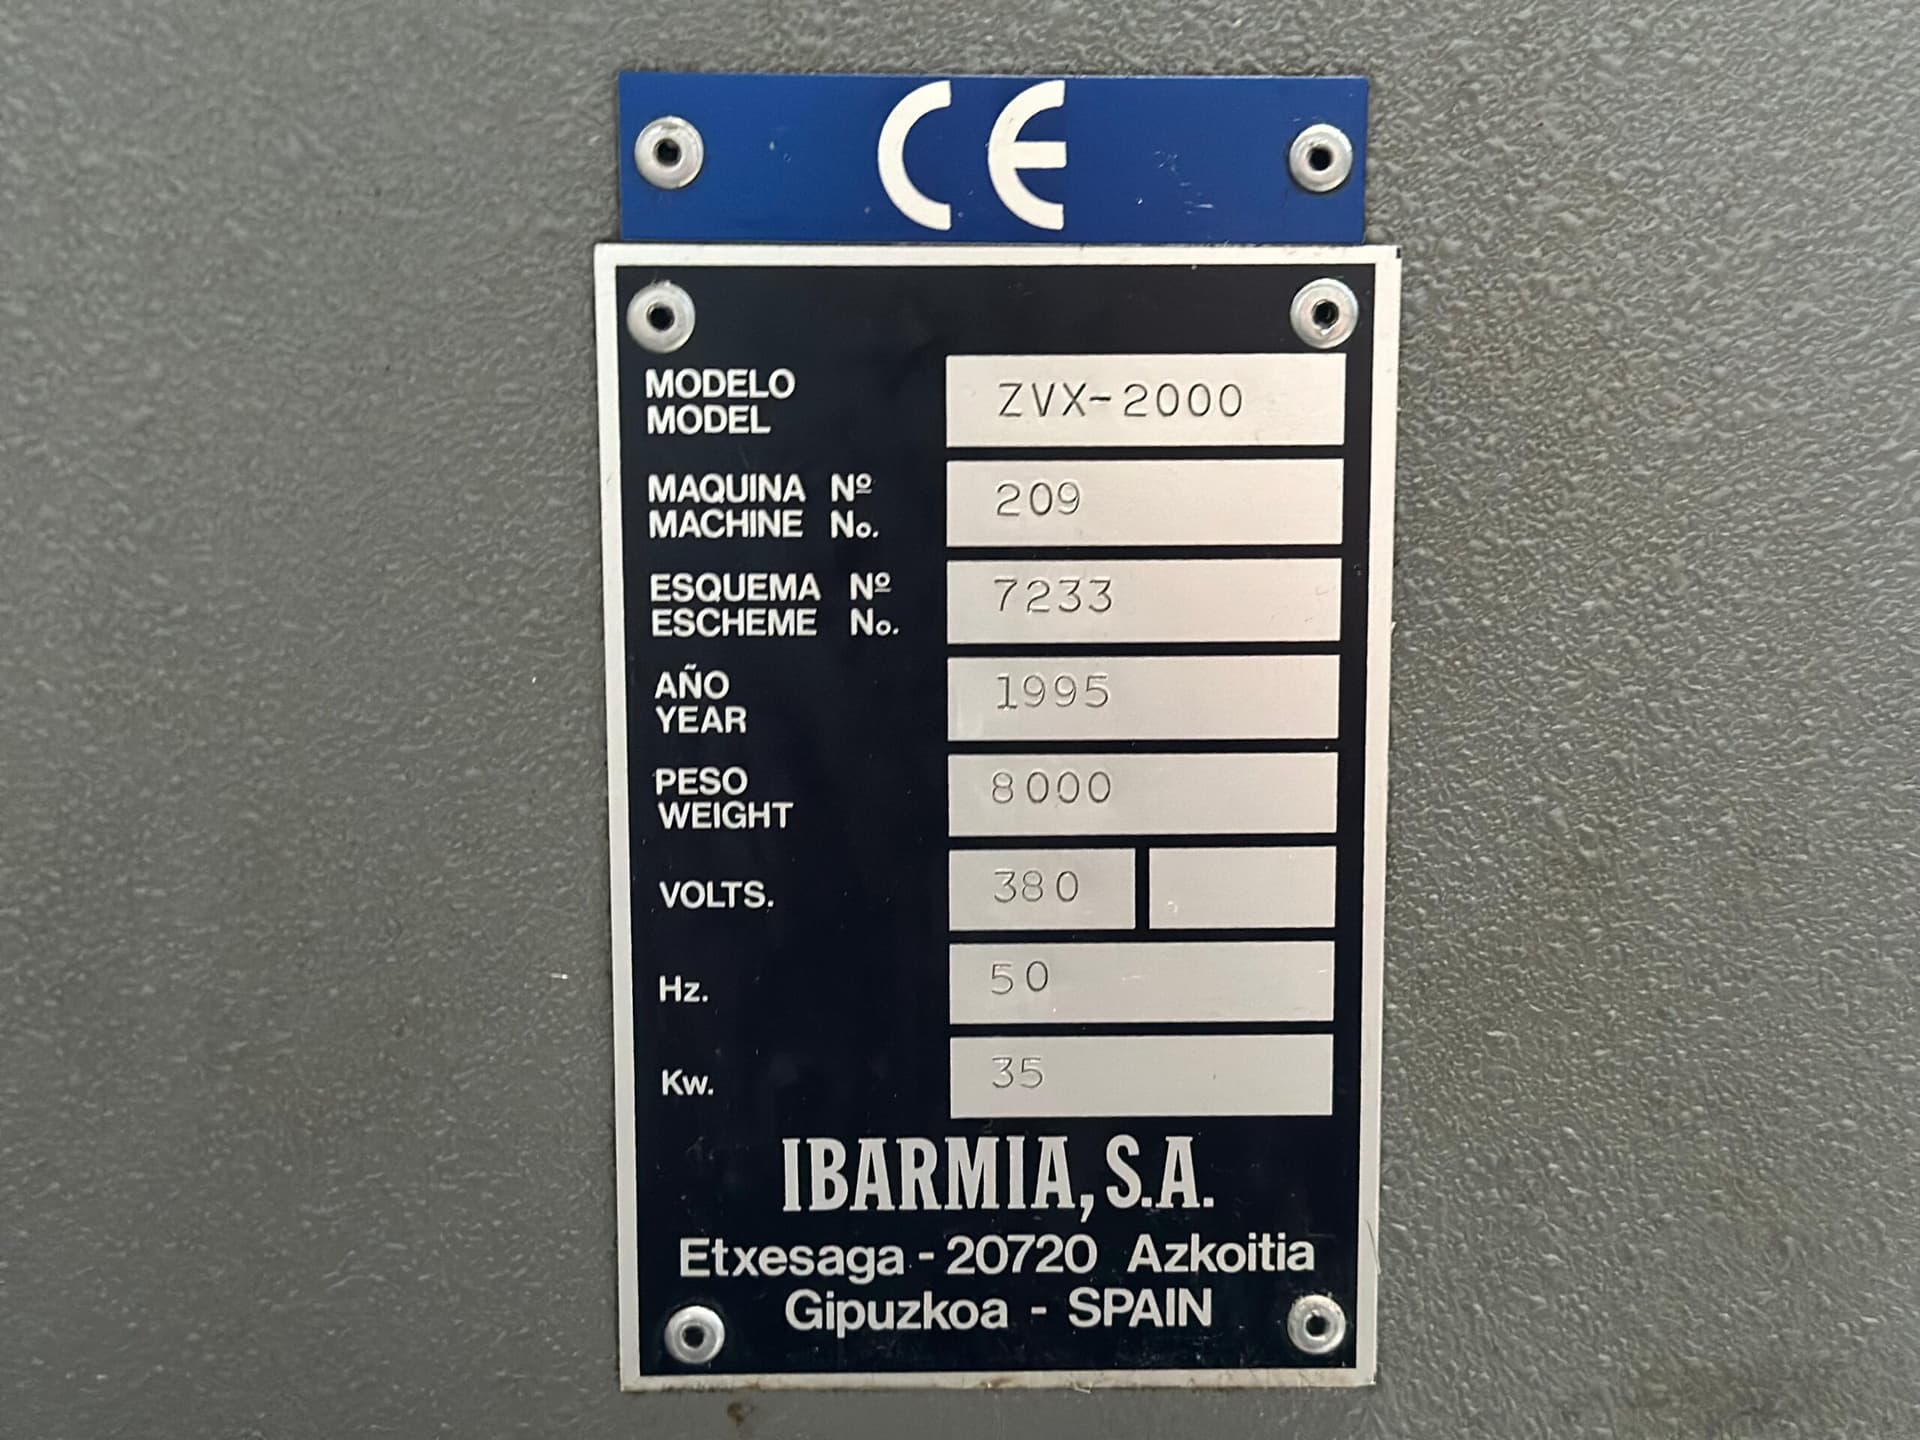 CE
MODELO
MODEL
ZVX-2000
MAQUINA Nº
MACHINE No.
209
ESQUEMA Nº
ESCHEME No.
7233
AÑO
YEAR
1995
PESO
WEIGHT
8000
VOLTS.
380
Hz.
50
Kw.
35
IBARMIA, S.A.
Etxesaga - 20720 Azkoitia
Gipuzkoa - SPAIN